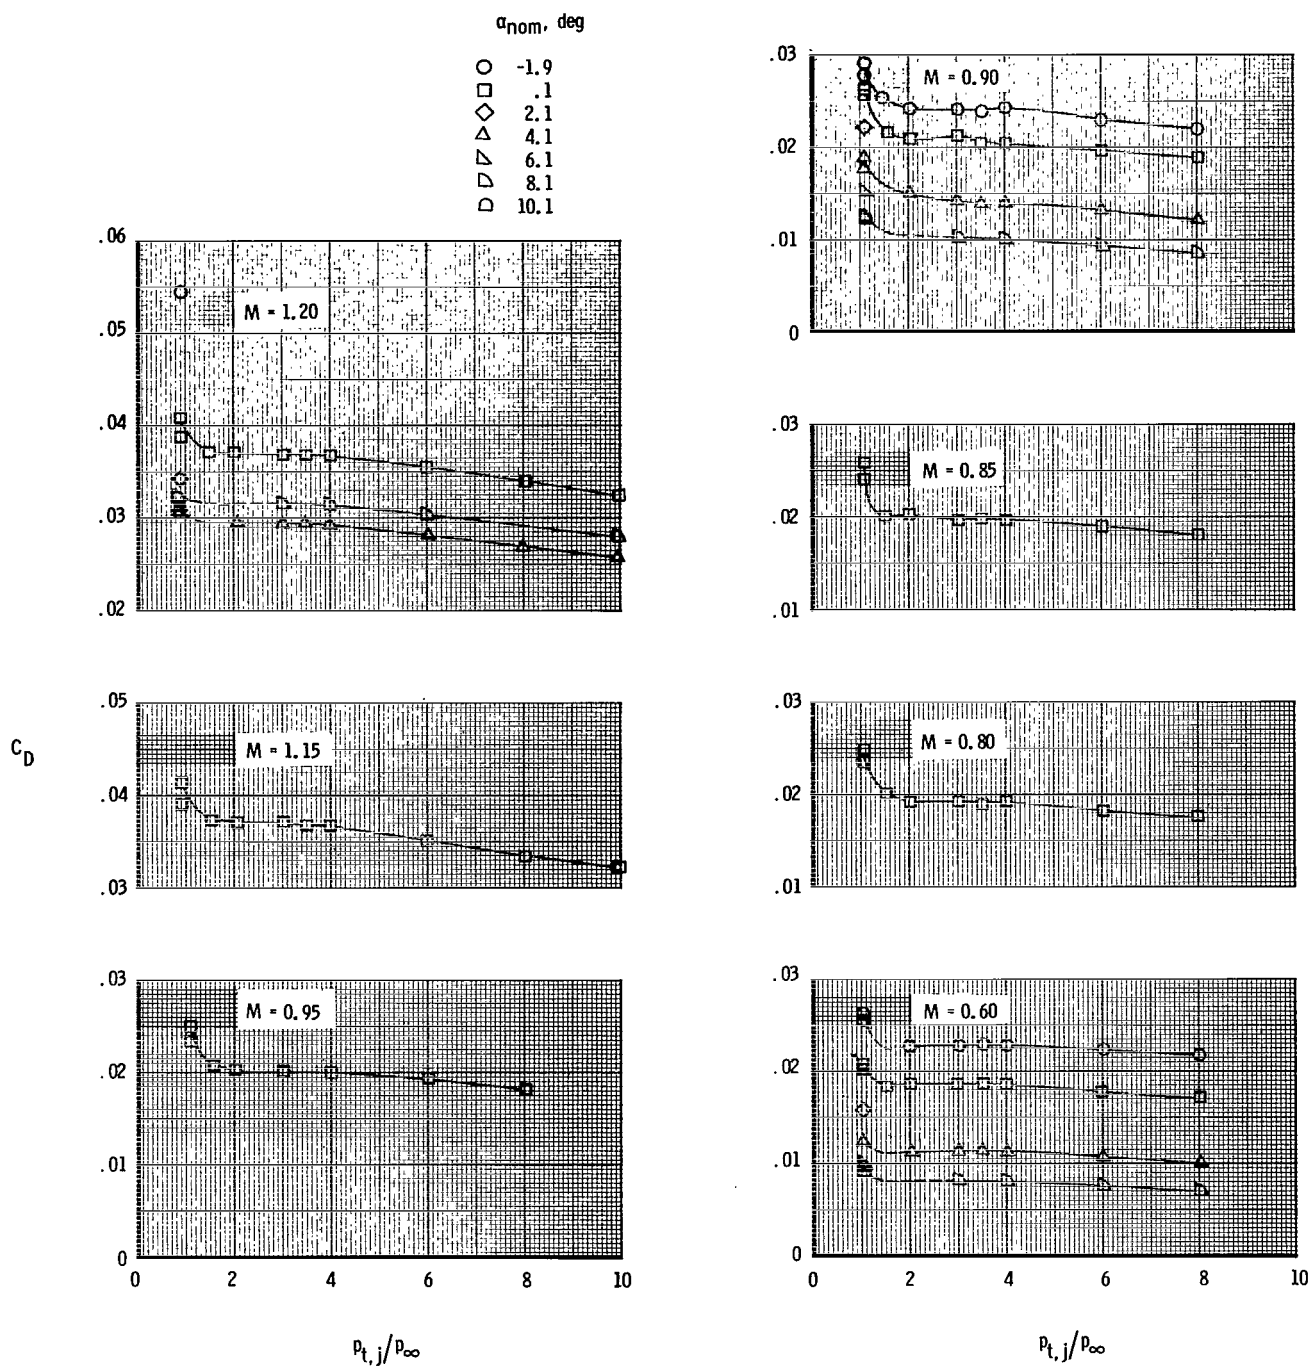 αnom, deg
-1.9
.1
2.1
4.1
6.1
8.1
10.1
.06
.05
.04
.03
.02
M = 1.20
.05
.04
.03
M = 1.15
C_D
.03
.02
.01
0
M = 0.95
0 2 4 6 8 10
p_t,j/p_∞
.03
.02
.01
0
M = 0.90
.03
.02
.01
M = 0.85
.03
.02
.01
M = 0.80
.03
.02
.01
0
M = 0.60
0 2 4 6 8 10
p_t,j/p_∞